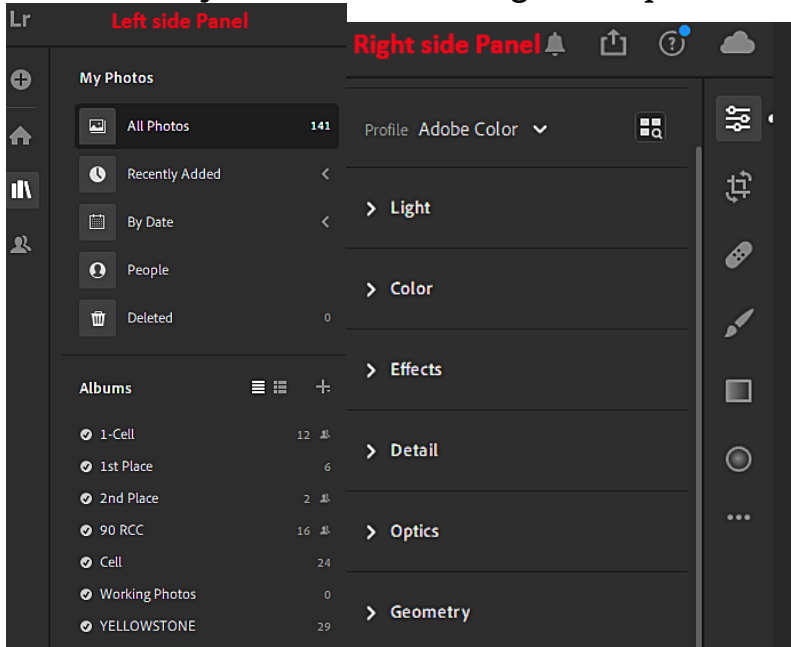 Lr
Left side Panel
My Photos
All Photos 141
Recently Added
By Date
People
Deleted 0
Albums
1-Cell 12
1st Place 6
2nd Place 2
90 RCC 16
Cell 24
Working Photos 0
YELLOWSTONE 29
Right side Panel
Profile Adobe Color
Light
Color
Effects
Detail
Optics
Geometry